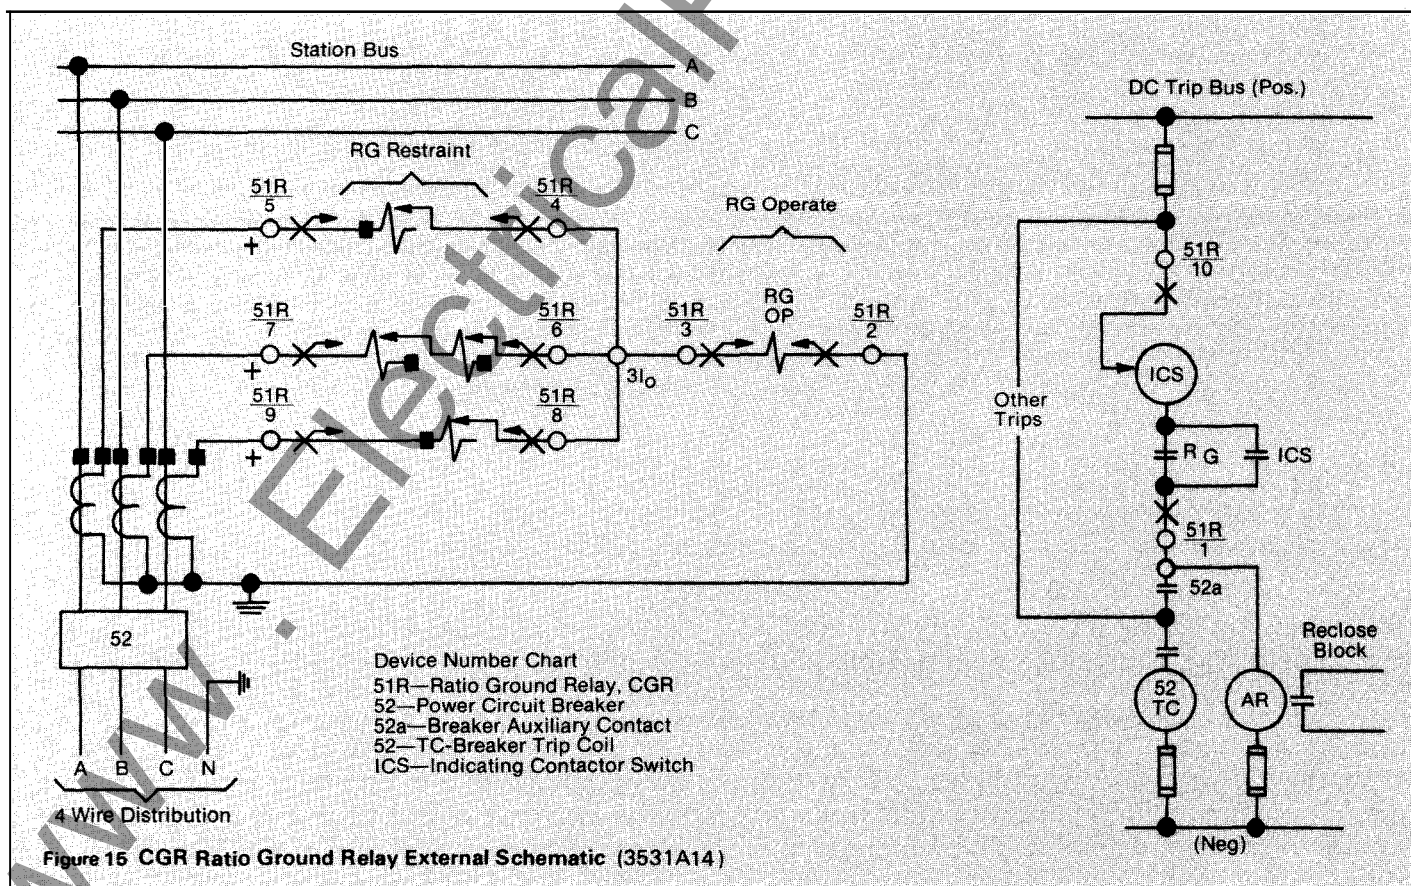 Station Bus
A
B
C
RG Restraint
51R
5
+
51R
4
RG Operate
51R
7
+
51R
6
51R
3
RG
OP
51R
2
3I₀
51R
9
+
51R
8
52
A B C N
4 Wire Distribution
Device Number Chart
51R—Ratio Ground Relay, CGR
52—Power Circuit Breaker
52a—Breaker Auxiliary Contact
52—TC-Breaker Trip Coil
ICS—Indicating Contactor Switch
DC Trip Bus (Pos.)
51R
10
ICS
Other
Trips
RG
ICS
51R
1
52a
Reclose
Block
52
TC
AR
(Neg)
Figure 15 CGR Ratio Ground Relay External Schematic (3531A14)
www. Electrical